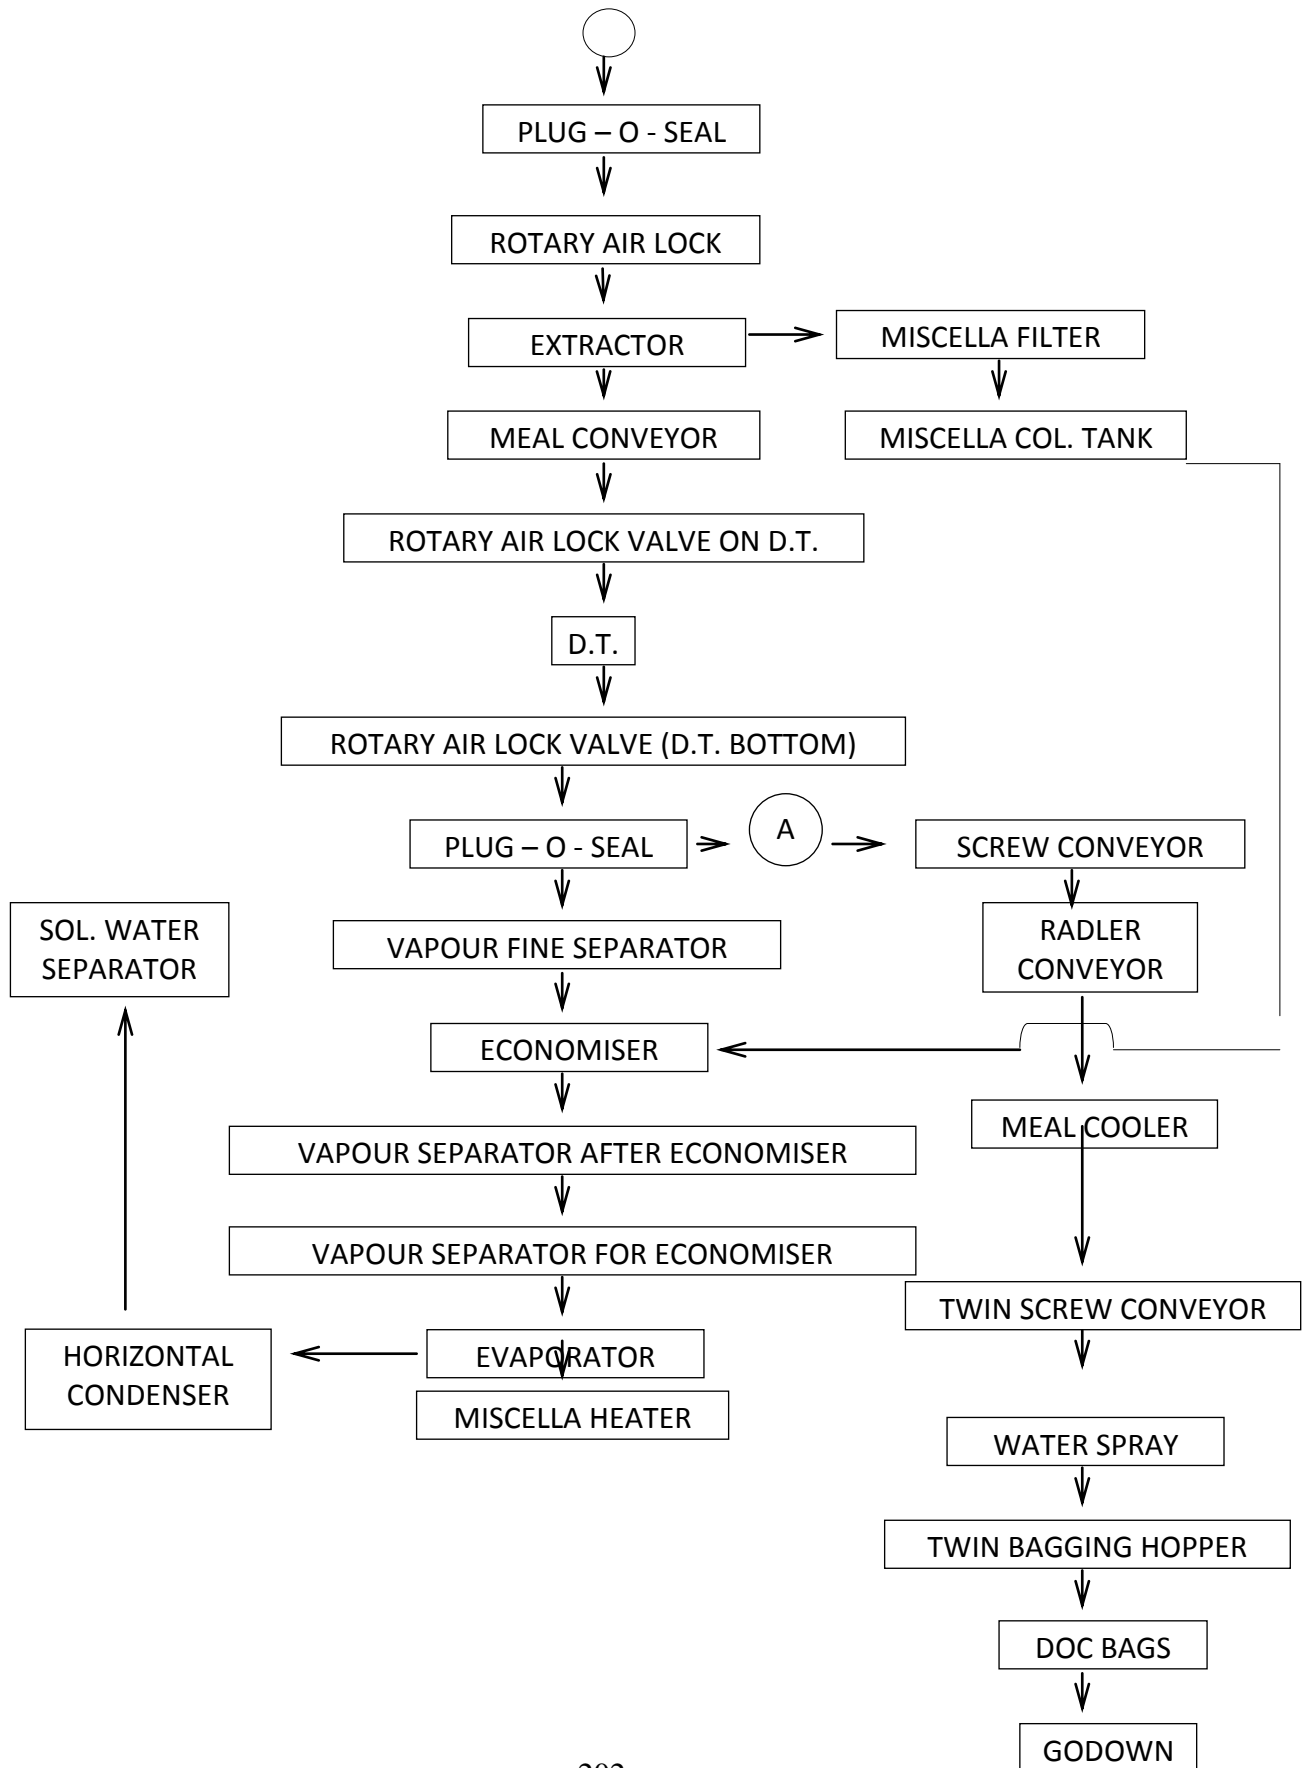 PLUG – O - SEAL
ROTARY AIR LOCK
EXTRACTOR
MISCELLA FILTER
MEAL CONVEYOR
MISCELLA COL. TANK
ROTARY AIR LOCK VALVE ON D.T.
D.T.
ROTARY AIR LOCK VALVE (D.T. BOTTOM)
PLUG – O - SEAL
A
SCREW CONVEYOR
SOL. WATER
SEPARATOR
VAPOUR FINE SEPARATOR
RADLER
CONVEYOR
ECONOMISER
MEAL COOLER
VAPOUR SEPARATOR AFTER ECONOMISER
VAPOUR SEPARATOR FOR ECONOMISER
TWIN SCREW CONVEYOR
HORIZONTAL
CONDENSER
EVAPORATOR
MISCELLA HEATER
WATER SPRAY
TWIN BAGGING HOPPER
DOC BAGS
GODOWN